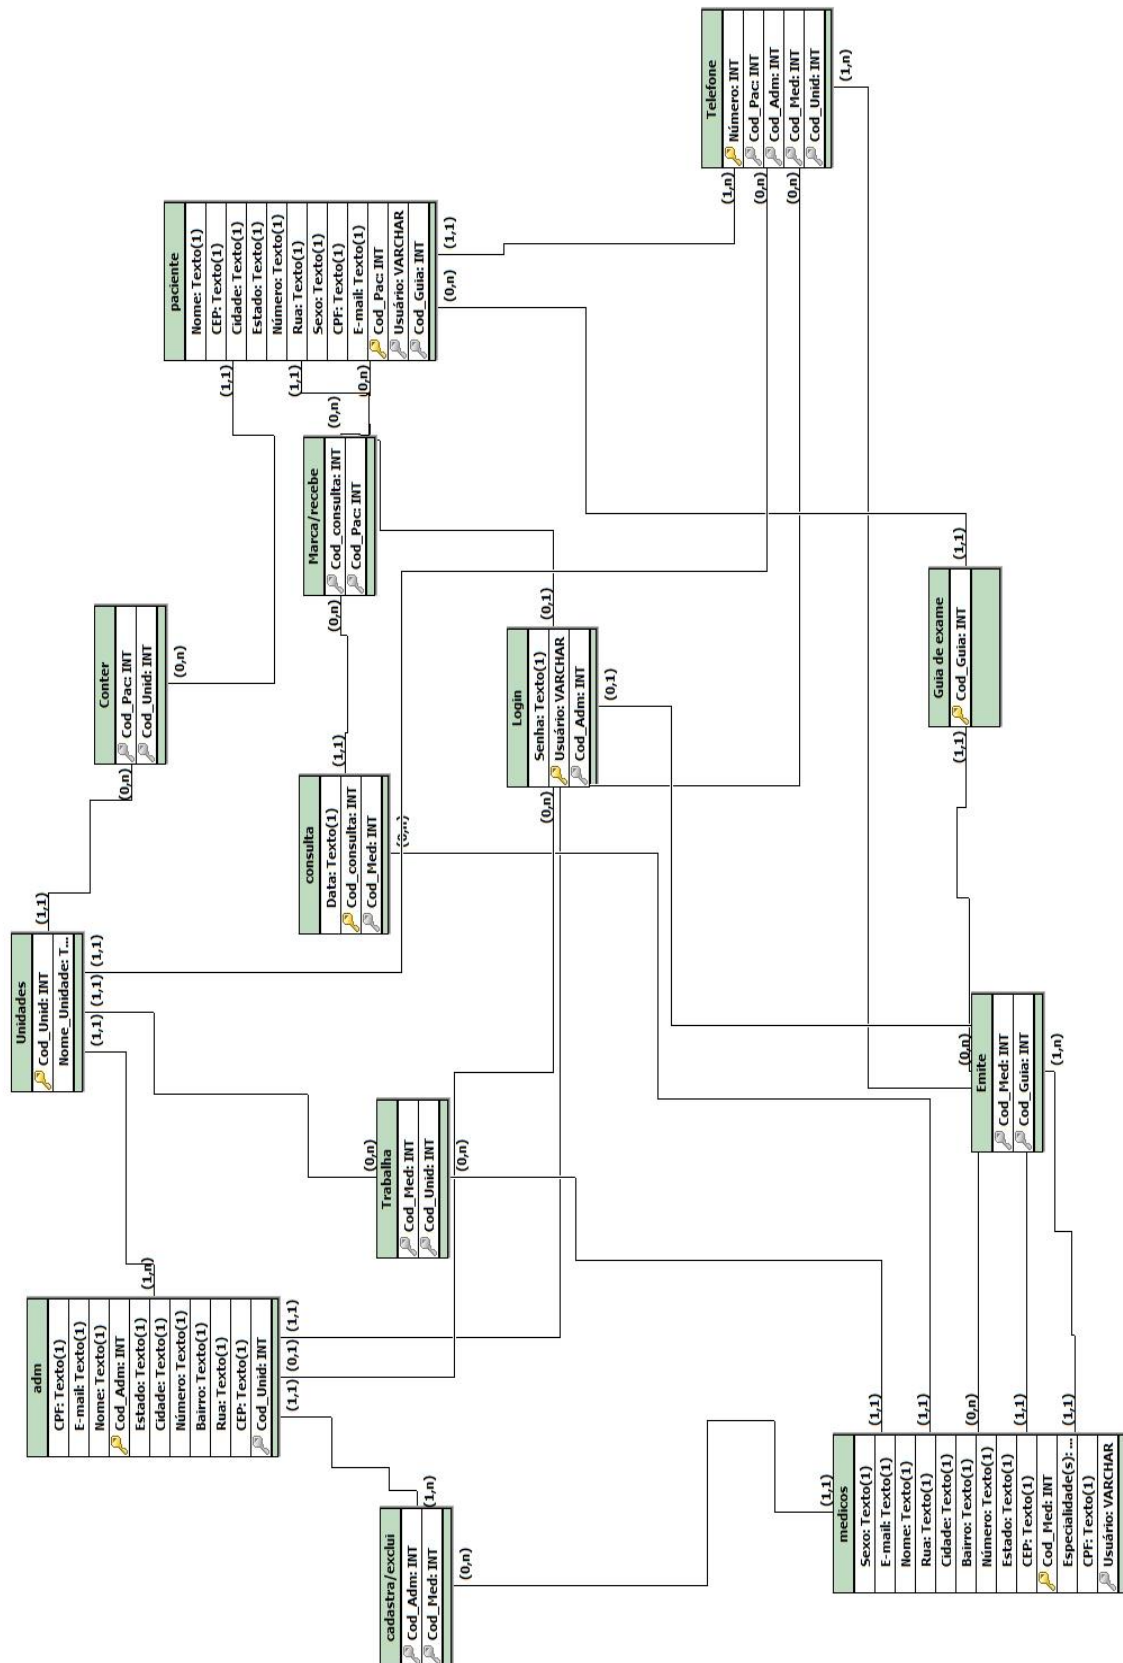 cadastra/exclui
Cod_Adm: INT
Cod_Med: INT
(1,n)
(0,n)
adm
CPF: Texto(1)
E-mail: Texto(1)
Nome: Texto(1)
Cod_Adm: INT
Estado: Texto(1)
Cidade: Texto(1)
Número: Texto(1)
Bairro: Texto(1)
Rua: Texto(1)
CEP: Texto(1)
Cod_Unid: INT
(1,n)
(1,1)
(0,1)
(1,1)
medicos
Sexo: Texto(1)
E-mail: Texto(1)
Nome: Texto(1)
Rua: Texto(1)
Cidade: Texto(1)
Bairro: Texto(1)
Número: Texto(1)
Estado: Texto(1)
CEP: Texto(1)
Cod_Med: INT
Especialidade(s): ...
CPF: Texto(1)
Usuário: VARCHAR
(1,1)
(1,1)
(1,1)
(0,n)
(1,1)
(1,1)
Trabalha
Cod_Med: INT
Cod_Unid: INT
(0,n)
(0,n)
Unidades
Cod_Unid: INT
Nome_Unidade: T...
(1,1)
(1,1)
(1,1)
(1,1)
Emite
Cod_Med: INT
Cod_Guia: INT
(0,n)
(1,n)
consulta
Data: Texto(1)
Cod_consulta: INT
Cod_Med: INT
(1,1)
(0,n)
Conter
Cod_Pac: INT
Cod_Unid: INT
(0,n)
(0,n)
Login
Senha: Texto(1)
Usuário: VARCHAR
Cod_Adm: INT
(0,n)
(0,1)
(0,1)
Guia de exame
Cod_Guia: INT
(1,1)
(1,1)
Marca/recebe
Cod_consulta: INT
Cod_Pac: INT
(0,n)
(0,n)
paciente
Nome: Texto(1)
CEP: Texto(1)
Cidade: Texto(1)
Estado: Texto(1)
Número: Texto(1)
Rua: Texto(1)
Sexo: Texto(1)
CPF: Texto(1)
E-mail: Texto(1)
Cod_Pac: INT
Usuário: VARCHAR
Cod_Guia: INT
(1,1)
(1,1)
(0,n)
(1,1)
(0,n)
Telefone
Número: INT
Cod_Pac: INT
Cod_Adm: INT
Cod_Med: INT
Cod_Unid: INT
(1,n)
(0,n)
(0,n)
(1,n)